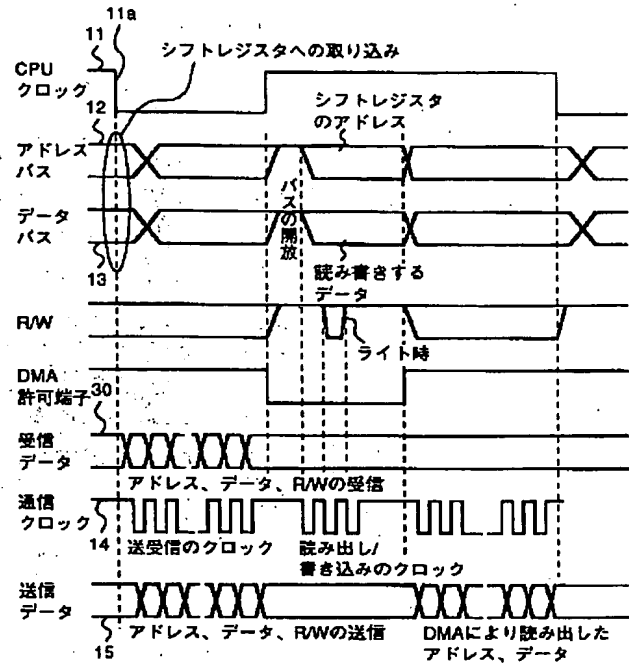 11a
11
シフトレジスタへの取り込み
CPU
クロック
12
シフトレジスタ
のアドレス
アドレス
バス
バスの開放
データ
バス
13
読み書きする
データ
R/W
ライト時
DMA
許可端子 30
受信
データ
アドレス、データ、R/Wの受信
通信
クロック
14
送受信のクロック
読み出し/
書き込みのクロック
送信
データ
15
アドレス、データ、R/Wの送信
DMAにより読み出した
アドレス、データ